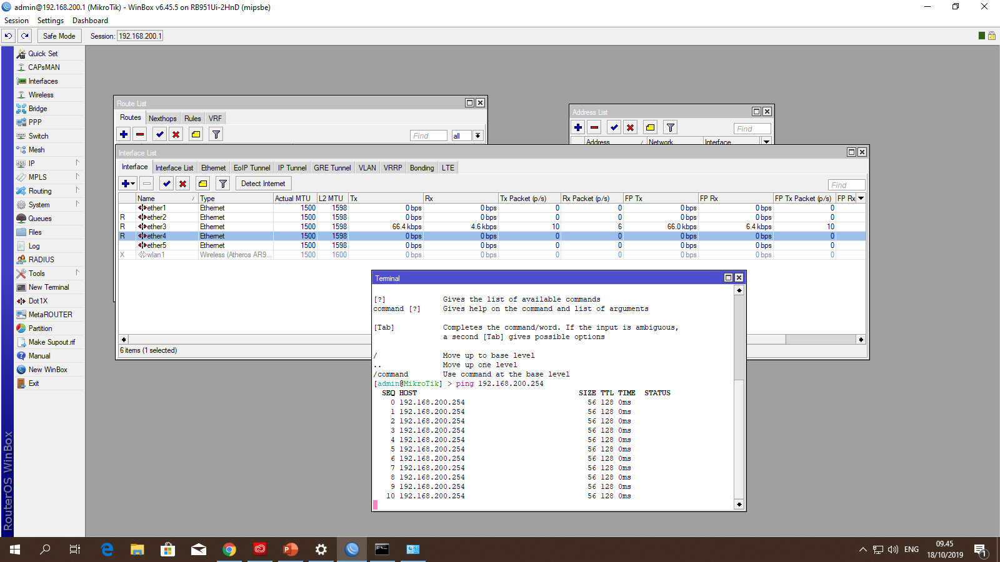 admin@192.168.200.1 (MikroTik) - WinBox v6.45.5 on RB951Ui-2HnD (mipsbe)
Session Settings Dashboard
Safe Mode Session: 192.168.200.1
Quick Set
CAPsMAN
Interfaces
Wireless
Bridge
PPP
Switch
Mesh
IP
MPLS
Routing
System
Queues
Files
Log
RADIUS
Tools
New Terminal
Dot1X
MetaROUTER
Partition
Make Supout.rif
Manual
New WinBox
Exit
RouterOS WinBox
Route List
Routes Nexthops Rules VRF
Find all
Address List
Find
Address Network Interface
Interface List
Interface Interface List Ethernet EoIP Tunnel IP Tunnel GRE Tunnel VLAN VRRP Bonding LTE
Detect Internet Find
Name Type Actual MTU L2 MTU Tx Rx Tx Packet (p/s) Rx Packet (p/s) FP Tx FP Rx FP Tx Packet (p/s) FP Rx
ether1 Ethernet 1500 1598 0 bps 0 bps 0 0 0 bps 0 bps 0
R ether2 Ethernet 1500 1598 0 bps 0 bps 0 0 0 bps 0 bps 0
R ether3 Ethernet 1500 1598 66.4 kbps 4.6 kbps 10 6 66.0 kbps 6.4 kbps 10
R ether4 Ethernet 1500 1598 0 bps 0 bps 0 0 0 bps 0 bps 0
ether5 Ethernet 1500 1598 0 bps 0 bps 0 0 0 bps 0 bps 0
X wlan1 Wireless (Atheros AR9... 1500 1600 0 bps 0 bps 0 0 0 bps 0 bps 0
6 items (1 selected)
Terminal
[?] Gives the list of available commands
command [?] Gives help on the command and list of arguments
[Tab] Completes the command/word. If the input is ambiguous,
a second [Tab] gives possible options
/ Move up to base level
.. Move up one level
/command Use command at the base level
[admin@MikroTik] > ping 192.168.200.254
SEQ HOST SIZE TTL TIME STATUS
0 192.168.200.254 56 128 0ms
1 192.168.200.254 56 128 0ms
2 192.168.200.254 56 128 0ms
3 192.168.200.254 56 128 0ms
4 192.168.200.254 56 128 0ms
5 192.168.200.254 56 128 0ms
6 192.168.200.254 56 128 0ms
7 192.168.200.254 56 128 0ms
8 192.168.200.254 56 128 0ms
9 192.168.200.254 56 128 0ms
10 192.168.200.254 56 128 0ms
ENG
09.45
18/10/2019
1